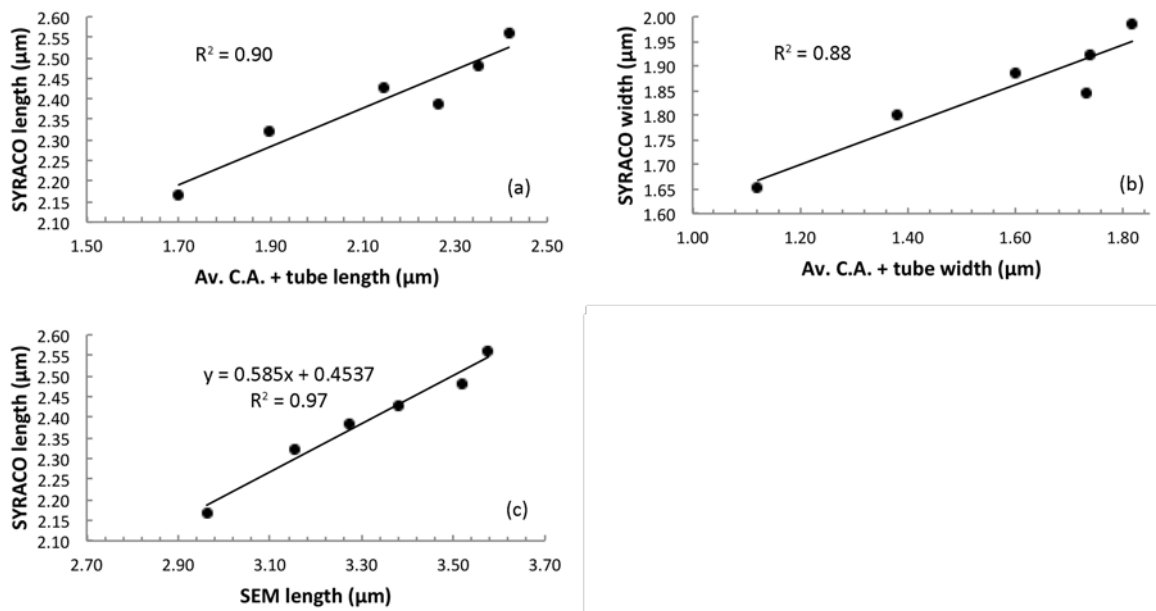 SYRACO length (µm)
2.60
2.55
2.50
2.45
2.40
2.35
2.30
2.25
2.20
2.15
2.10
R² = 0.90
(a)
1.50 1.70 1.90 2.10 2.30 2.50
Av. C.A. + tube length (µm)
SYRACO width (µm)
2.00
1.95
1.90
1.85
1.80
1.75
1.70
1.65
1.60
R² = 0.88
(b)
1.00 1.20 1.40 1.60 1.80
Av. C.A. + tube width (µm)
SYRACO length (µm)
2.60
2.55
2.50
2.45
2.40
2.35
2.30
2.25
2.20
2.15
2.10
y = 0.585x + 0.4537
R² = 0.97
(c)
2.70 2.90 3.10 3.30 3.50 3.70
SEM length (µm)